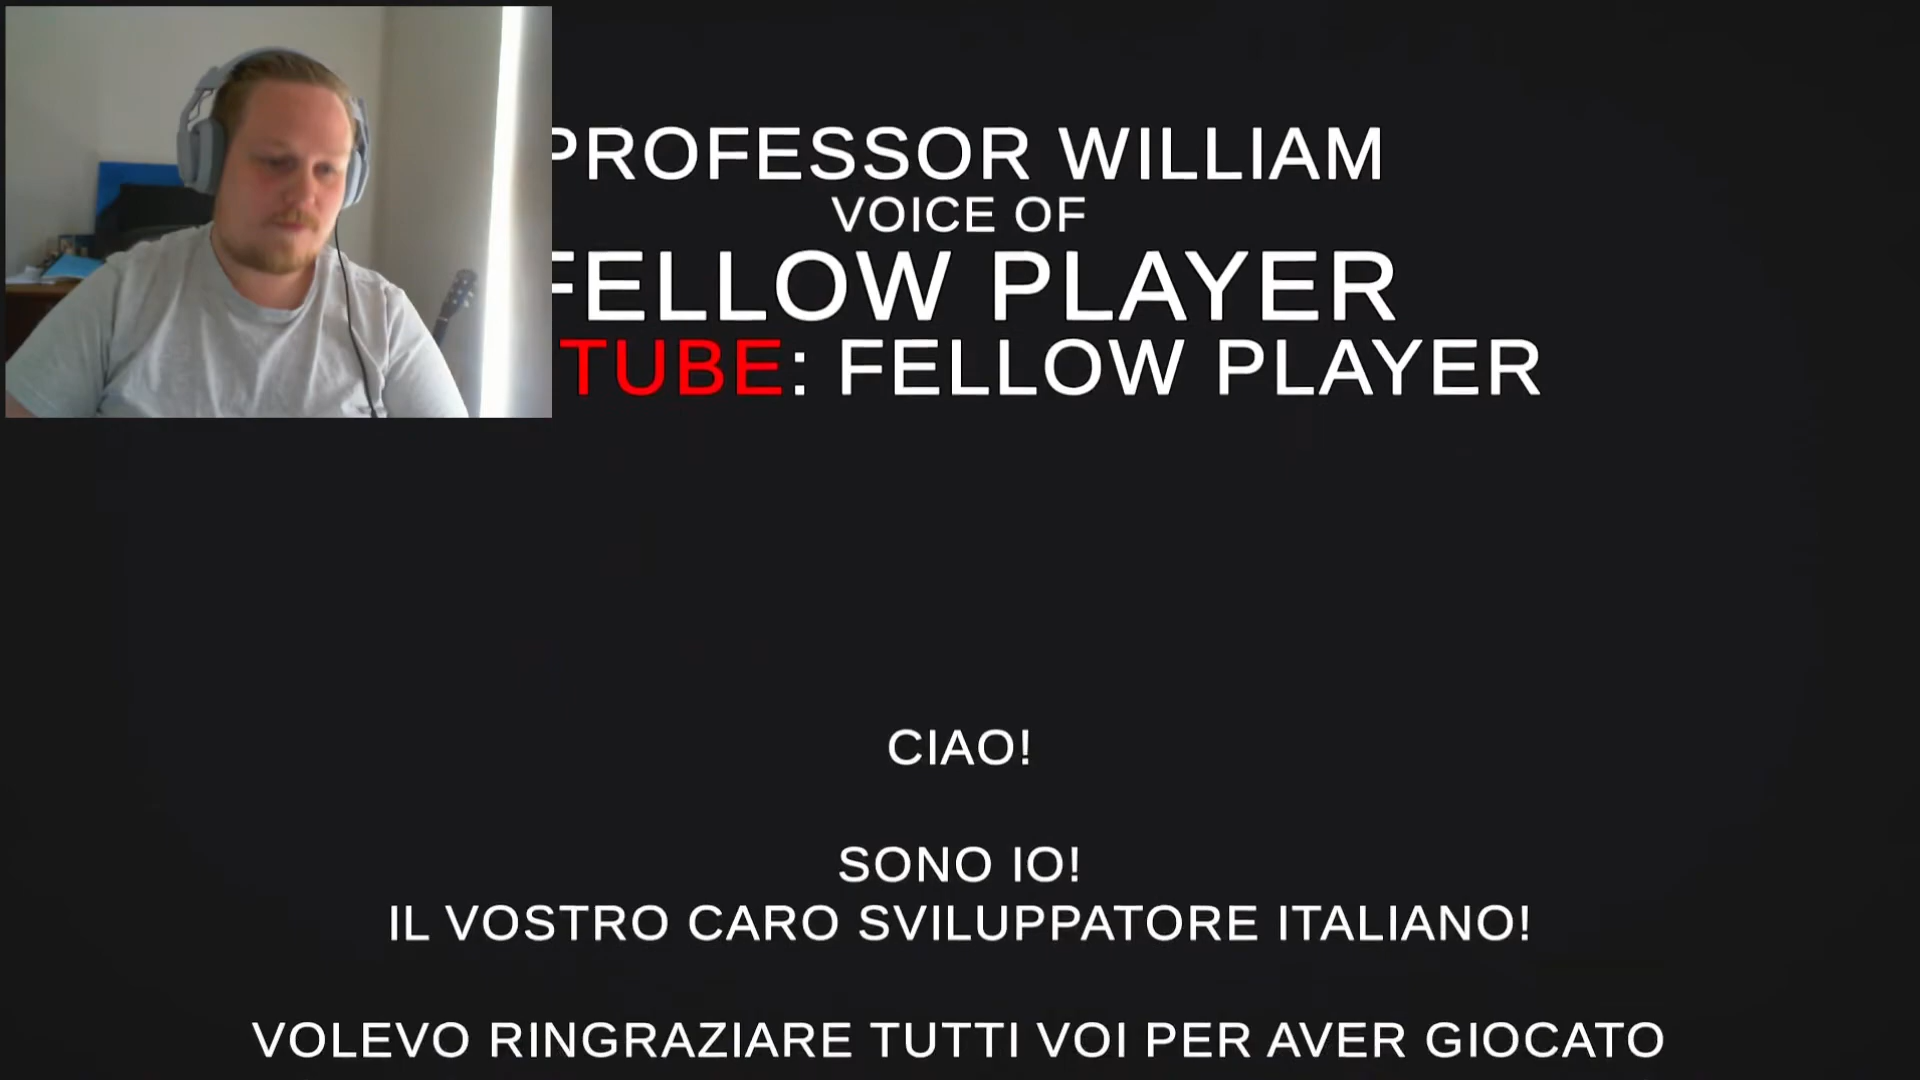 PROFESSOR WILLIAM
VOICE OF
FELLOW PLAYER
TUBE: FELLOW PLAYER
CIAO!
SONO IO!
IL VOSTRO CARO SVILUPPATORE ITALIANO!
VOLEVO RINGRAZIARE TUTTI VOI PER AVER GIOCATO